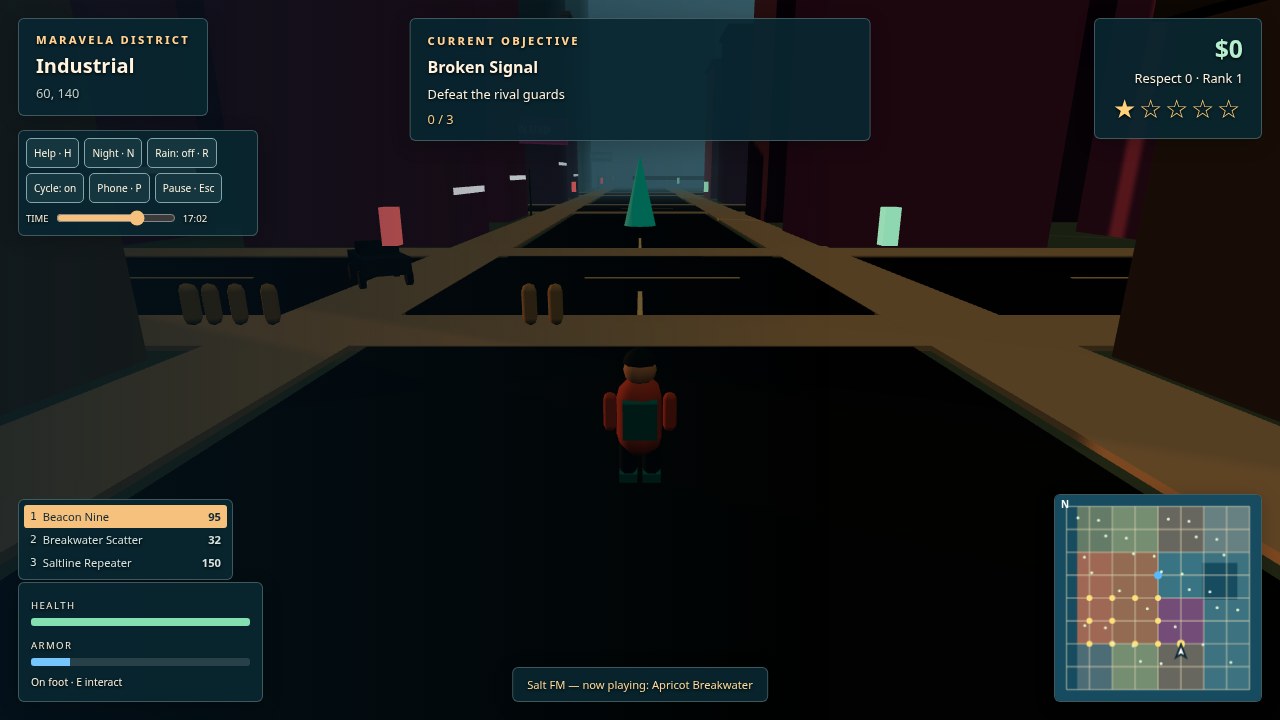 MARAVELA DISTRICT
Industrial
60, 140
Help · H
Night · N
Rain: off · R
Cycle: on
Phone · P
Pause · Esc
TIME
17:02
CURRENT OBJECTIVE
Broken Signal
Defeat the rival guards
0 / 3
$0
Respect 0 · Rank 1
★☆☆☆☆
1 Beacon Nine 95
2 Breakwater Scatter 32
3 Saltline Repeater 150
HEALTH
ARMOR
On foot · E interact
Salt FM — now playing: Apricot Breakwater
N